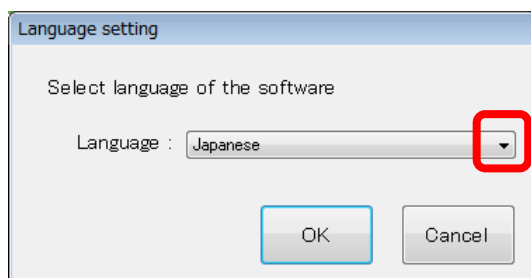 Language setting
Select language of the software
Language : Japanese
OK Cancel